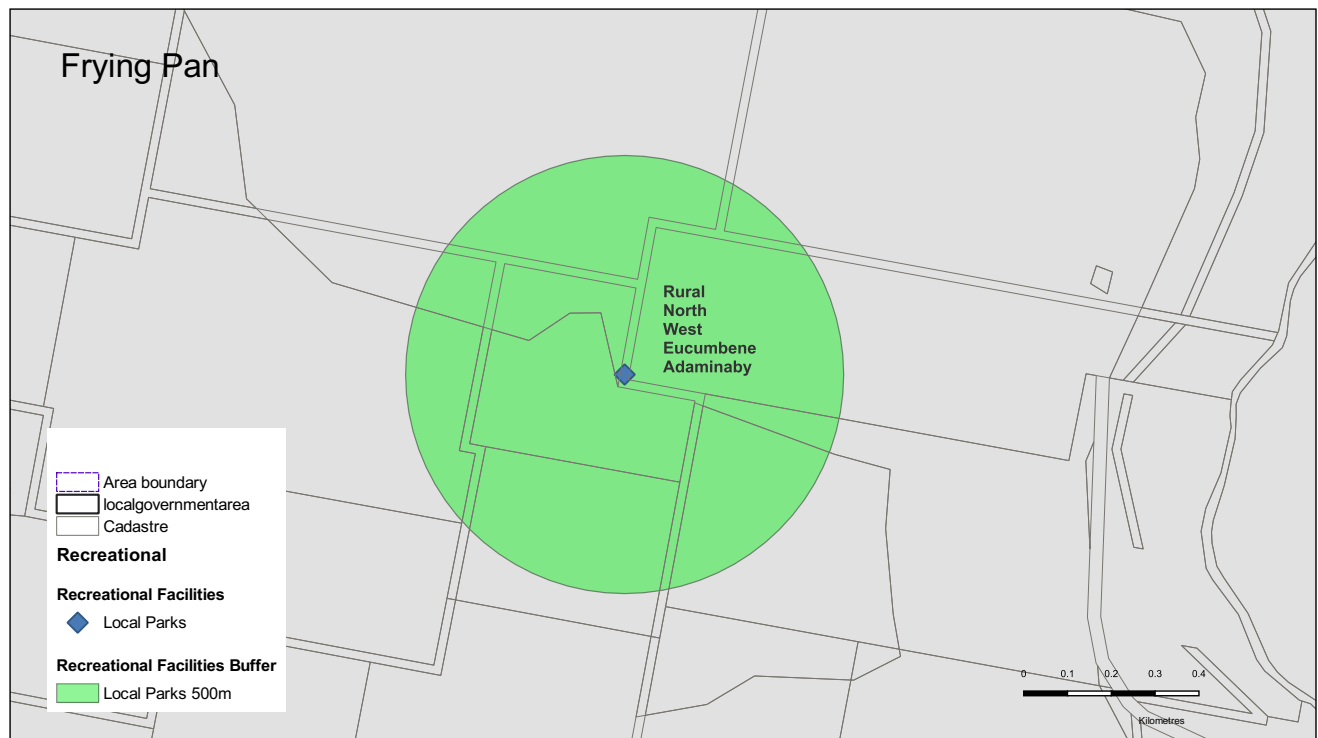 Frying Pan
Rural
North
West
Eucumbene
Adaminaby
Area boundary
localgovernmentarea
Cadastre
Recreational
Recreational Facilities
Local Parks
Recreational Facilities Buffer
Local Parks 500m
0 0.1 0.2 0.3 0.4
Kilometres